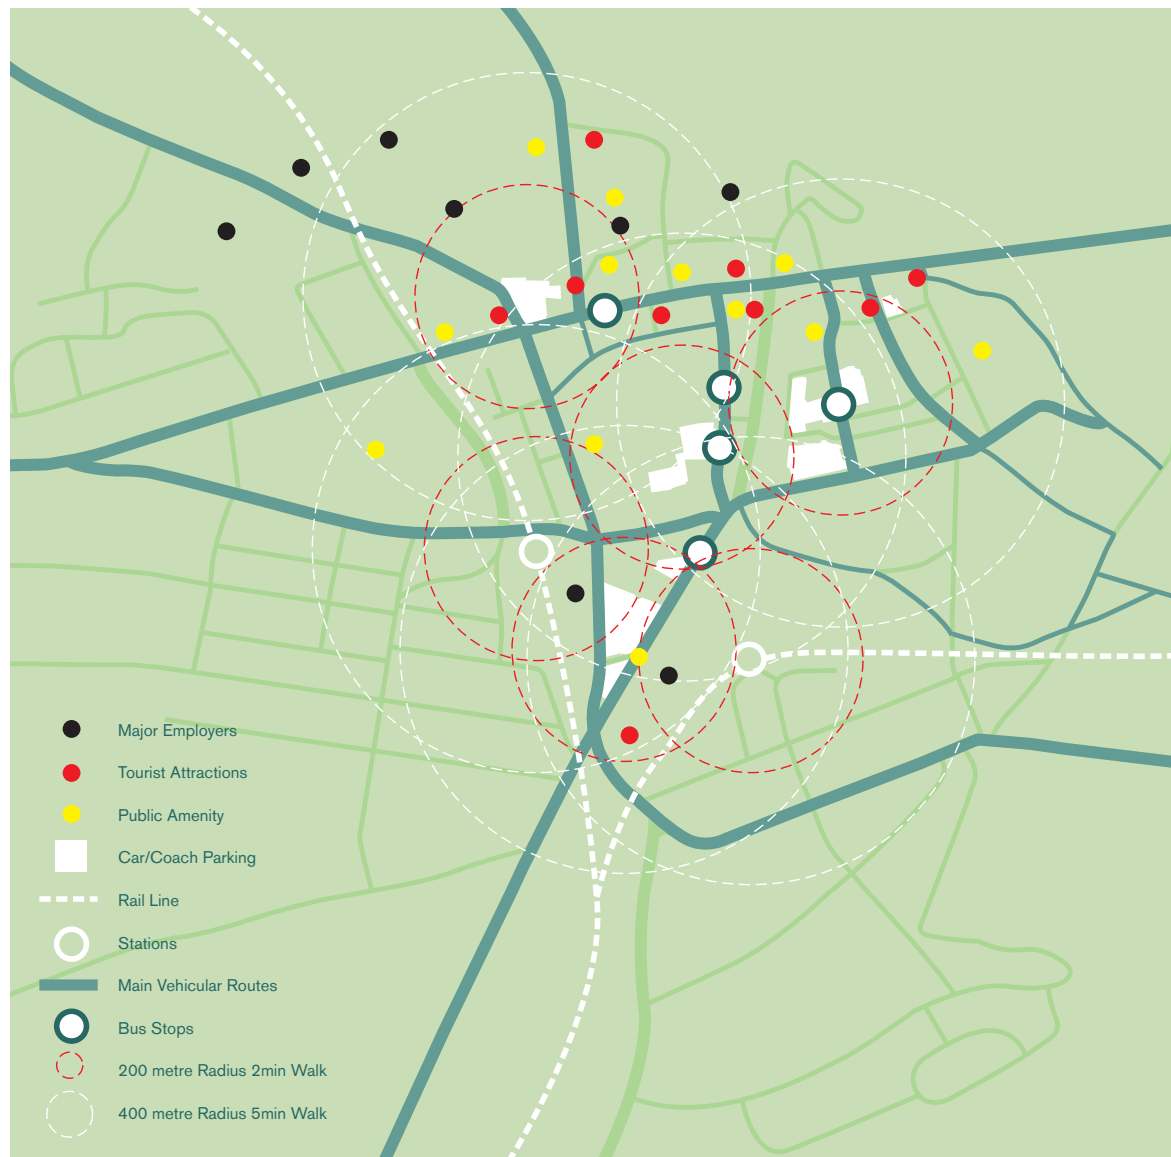 Major Employers
Tourist Attractions
Public Amenity
Car/Coach Parking
Rail Line
Stations
Main Vehicular Routes
Bus Stops
200 metre Radius 2min Walk
400 metre Radius 5min Walk